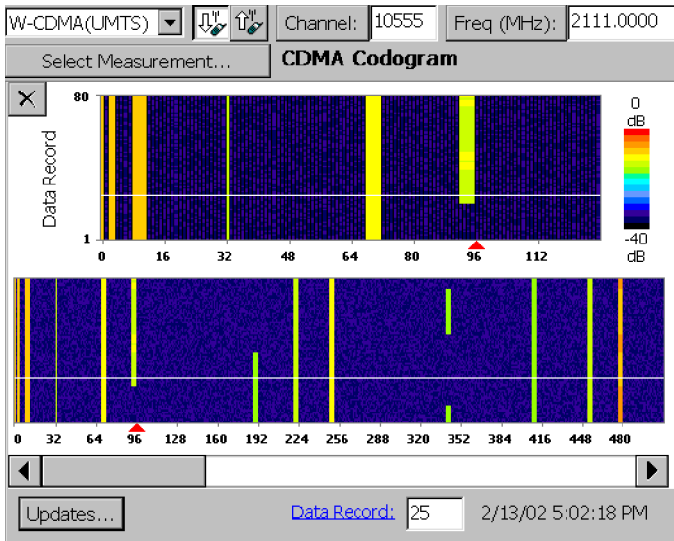 W-CDMA(UMTS) Channel: 10555 Freq (MHz): 2111.0000
Select Measurement... CDMA Codogram
80
Data Record
1
0 16 32 48 64 80 96 112
0
dB
-40
dB
0 32 64 96 128 160 192 224 256 288 320 352 384 416 448 480
Updates... Data Record: 25 2/13/02 5:02:18 PM